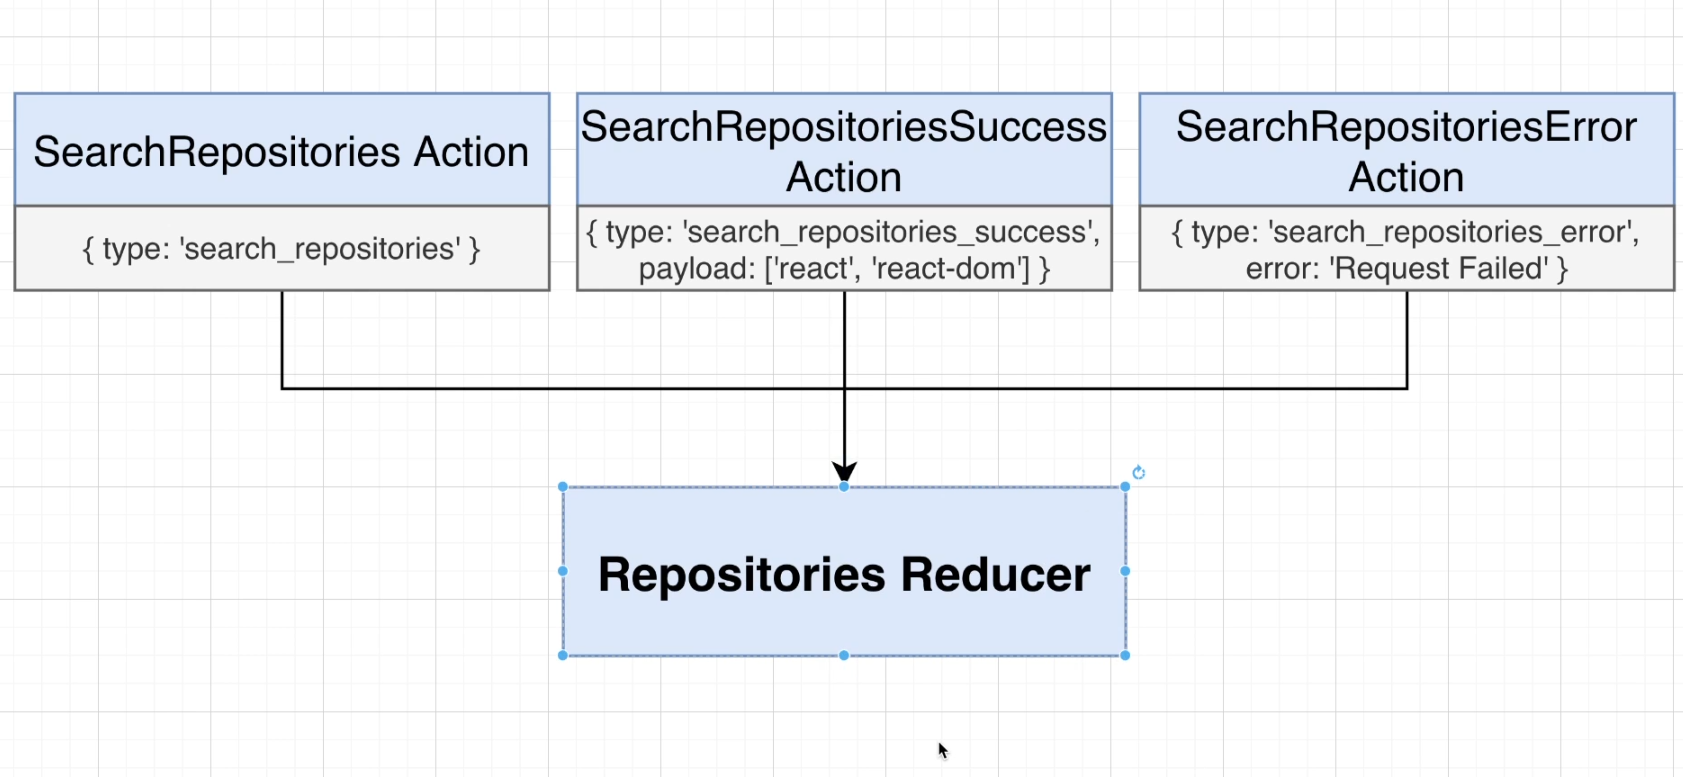 SearchRepositories Action
{ type: 'search_repositories' }
SearchRepositoriesSuccess
Action
{ type: 'search_repositories_success',
payload: ['react', 'react-dom'] }
SearchRepositoriesError
Action
{ type: 'search_repositories_error',
error: 'Request Failed' }
Repositories Reducer